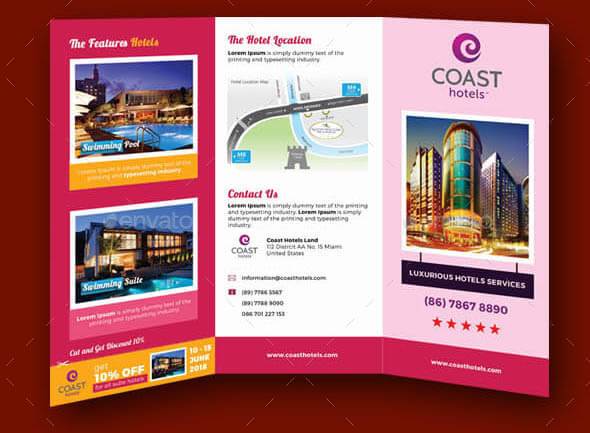 The Features Hotels
Swimming Pool
Lorem Ipsum is simply dummy text of the
printing and typesetting industry.
envato
Swimming Suite
Lorem Ipsum is simply dummy text of the
printing and typesetting industry.
Cut and Get Discount 10%
COAST
hotels
get
10% OFF
for all suite hotels
10 - 15
JUNE
2018
The Hotel Location
Lorem Ipsum is simply dummy text of the
printing and typesetting industry.
Hotel Location Map
Contact Us
Lorem Ipsum is simply dummy text of the printing
and typesetting industry. Lorem Ipsum is simply
dummy text of the printing and typesetting
industry.
COAST
hotels
Coast Hotels Land
112 District AA No. 15 Miami
United States
information@coasthotels.com
(89) 7786 5567
(89) 7788 9090
086 701 227 153
www.coasthotels.com
COAST
hotels
LUXURIOUS HOTELS SERVICES
(86) 7867 8890
www.coasthotels.com